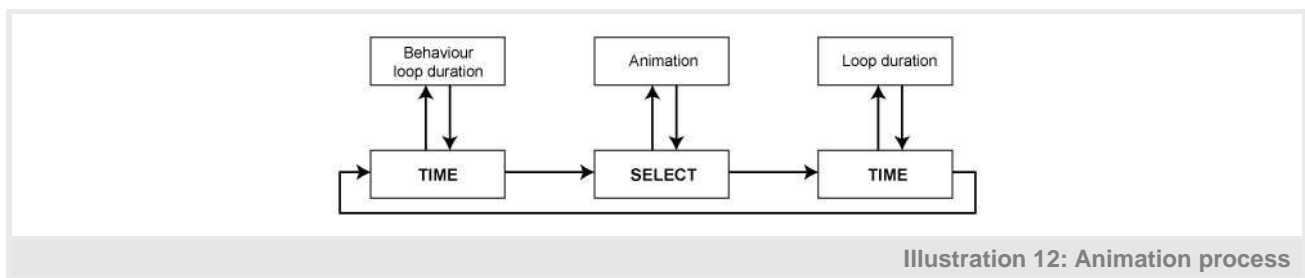 Behaviour
loop duration
Animation
Loop duration
TIME
SELECT
TIME
Illustration 12: Animation process